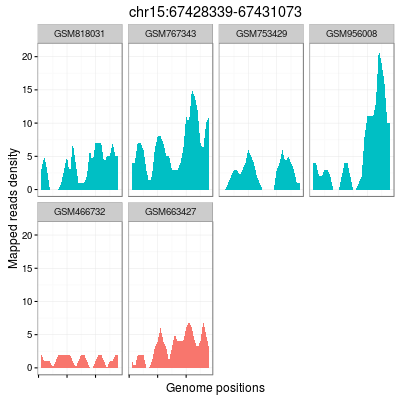 chr15:67428339-67431073
GSM818031 GSM767343 GSM753429 GSM956008
20
15
10
5
0
GSM466732 GSM663427
20
15
10
5
0
Mapped reads density
Genome positions